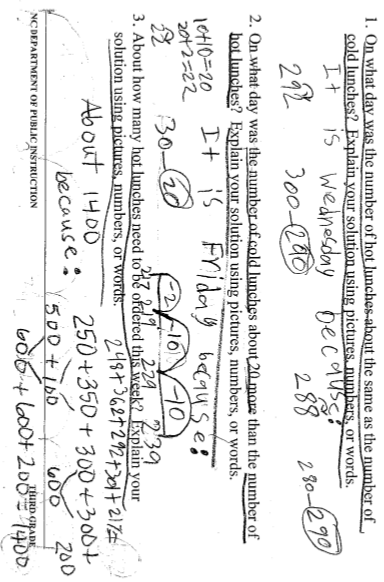 1. On what day was the number of hot lunches about the same as the number of
cold lunches? Explain your solution using pictures, numbers, or words.
It is Wednesday because:
292 300-290 288 280-290
2. On what day was the number of cold lunches about 20 more than the number of
hot lunches? Explain your solution using pictures, numbers, or words.
10+10=20 It is Friday because:
20+2=22 -2 -10 -10
22 30-20 217 219 229 239
3. About how many hot lunches need to be ordered this week? Explain your
solution using pictures, numbers, or words.
248+362+292+301+217=
About 1400 250+350+300+300+
because: 200
500+100 600
600+600+200=1400
NC DEPARTMENT OF PUBLIC INSTRUCTION THIRD GRADE